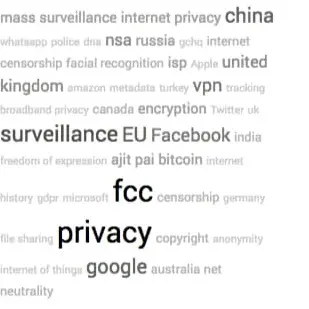 mass surveillance internet privacy china
whatsapp police dna nsa russia gchq internet
censorship facial recognition isp Apple united
kingdom amazon metadata turkey vpn tracking
broadband privacy canada encryption Twitter uk
surveillance EU Facebook india
freedom of expression ajit pai bitcoin internet
history gdpr microsoft fcc censorship germany
file sharing privacy copyright anonymity
internet of things google australia net
neutrality